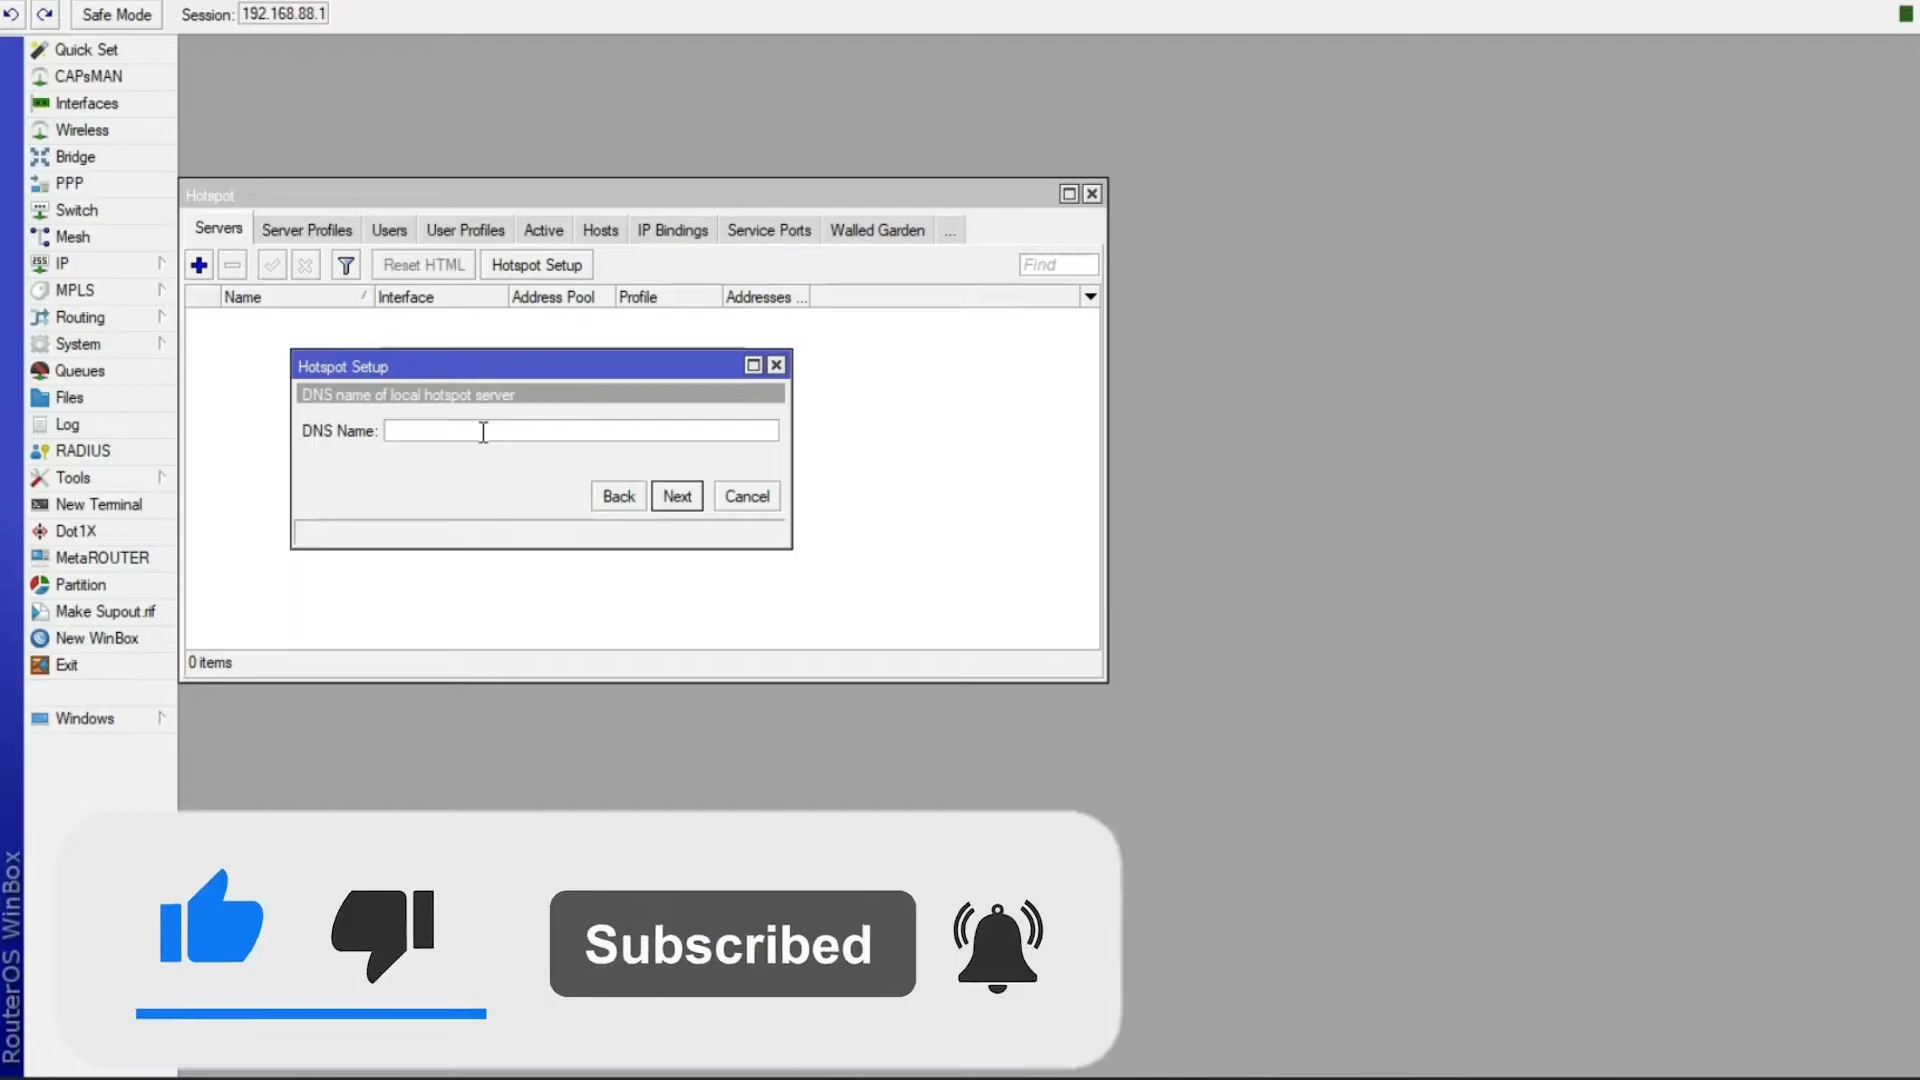 Safe Mode Session: 192.168.88.1
Quick Set
CAPsMAN
Interfaces
Wireless
Bridge
PPP
Switch
Mesh
IP
MPLS
Routing
System
Queues
Files
Log
RADIUS
Tools
New Terminal
Dot1X
MetaROUTER
Partition
Make Supout.rif
New WinBox
Exit
Windows
RouterOS WinBox
Hotspot
Servers Server Profiles Users User Profiles Active Hosts IP Bindings Service Ports Walled Garden ...
Reset HTML Hotspot Setup Find
Name Interface Address Pool Profile Addresses ...
Hotspot Setup
DNS name of local hotspot server
DNS Name:
Back Next Cancel
0 items
Subscribed